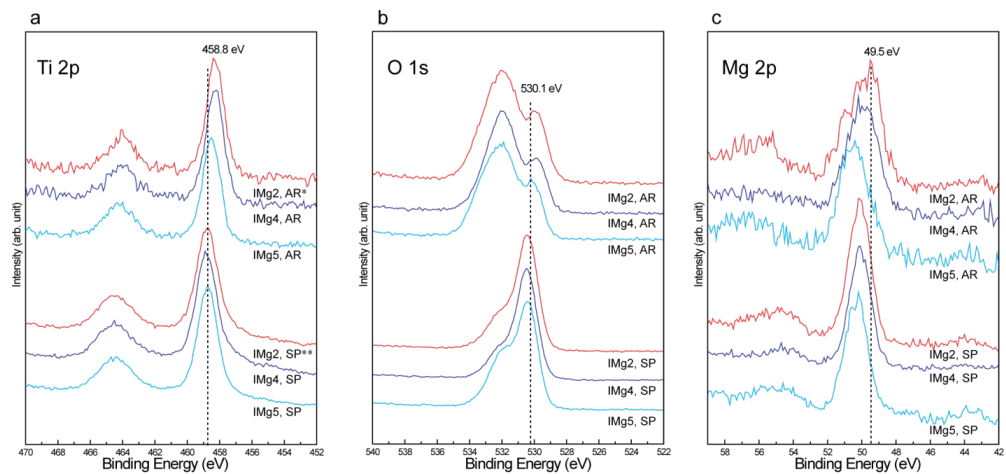 a
458.8 eV
Ti 2p
IMg2, AR*
IMg4, AR
IMg5, AR
IMg2, SP**
IMg4, SP
IMg5, SP
Intensity (arb. unit)
470 468 466 464 462 460 458 456 454 452
Binding Energy (eV)
b
O 1s
530.1 eV
IMg2, AR
IMg4, AR
IMg5, AR
IMg2, SP
IMg4, SP
IMg5, SP
Intensity (arb. unit)
540 538 536 534 532 530 528 526 524 522
Binding Energy (eV)
c
49.5 eV
Mg 2p
IMg2, AR
IMg4, AR
IMg5, AR
IMg2, SP
IMg4, SP
IMg5, SP
Intensity (arb. unit)
58 56 54 52 50 48 46 44 42
Binding Energy (eV)